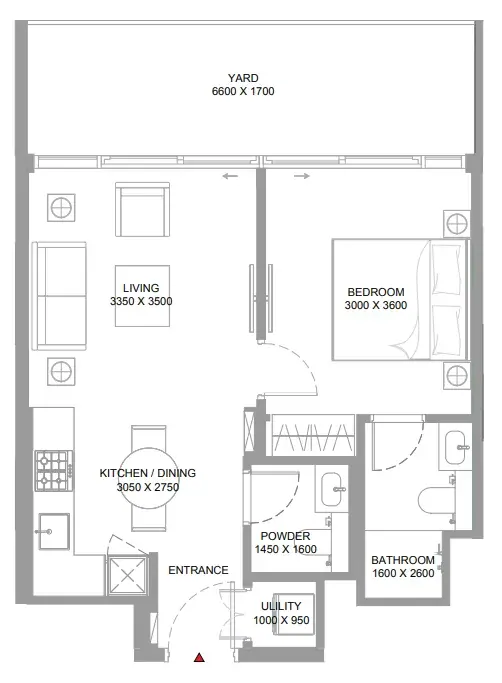 YARD
6600 X 1700
LIVING
3350 X 3500
BEDROOM
3000 X 3600
KITCHEN / DINING
3050 X 2750
POWDER
1450 X 1600
BATHROOM
1600 X 2600
ENTRANCE
ULILITY
1000 X 950